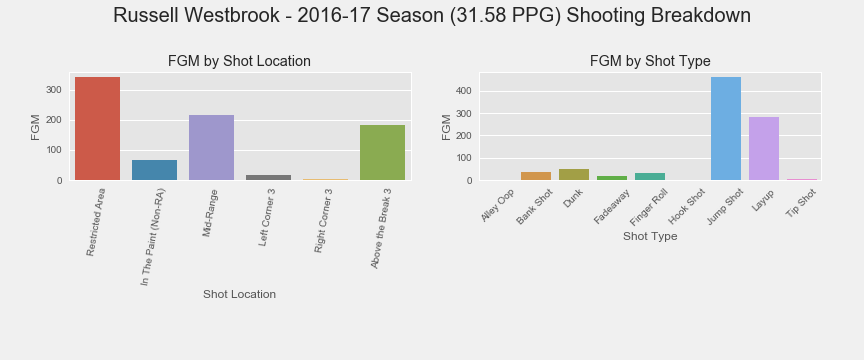 Russell Westbrook - 2016-17 Season (31.58 PPG) Shooting Breakdown
FGM by Shot Location
FGM
300
200
100
0
Restricted Area
In The Paint (Non-RA)
Mid-Range
Left Corner 3
Right Corner 3
Above the Break 3
Shot Location
FGM by Shot Type
FGM
400
300
200
100
0
Alley Oop
Bank Shot
Dunk
Fadeaway
Finger Roll
Hook Shot
Jump Shot
Layup
Tip Shot
Shot Type